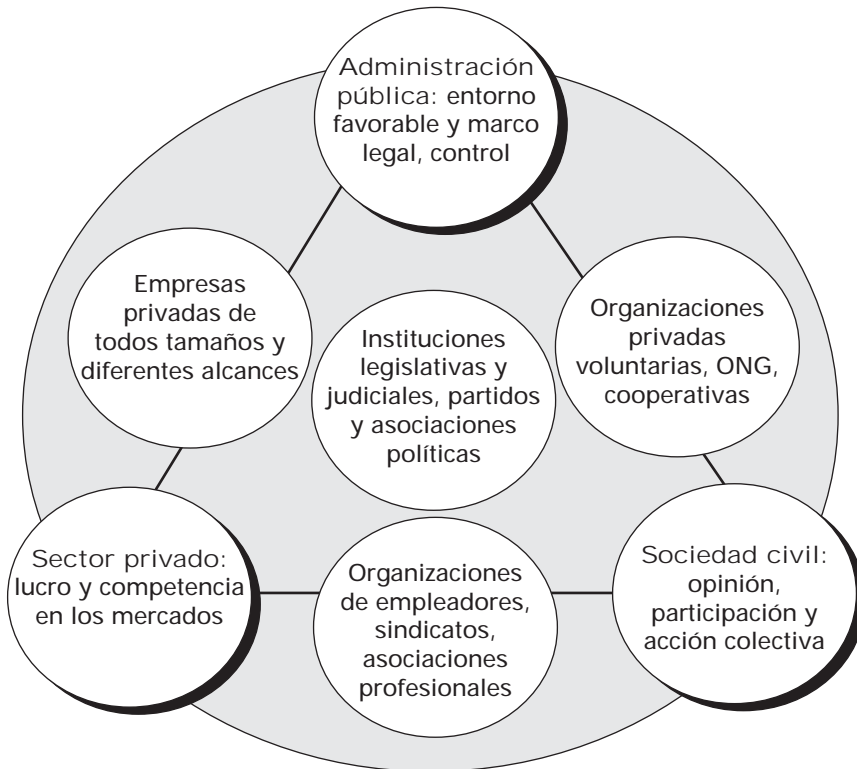 Administración
pública: entorno
favorable y marco
legal, control
Empresas
privadas de
todos tamaños y
diferentes alcances
Instituciones
legislativas y
judiciales, partidos
y asociaciones
políticas
Organizaciones
privadas
voluntarias, ONG,
cooperativas
Sector privado:
lucro y competencia
en los mercados
Organizaciones
de empleadores,
sindicatos,
asociaciones
profesionales
Sociedad civil:
opinión,
participación y
acción colectiva